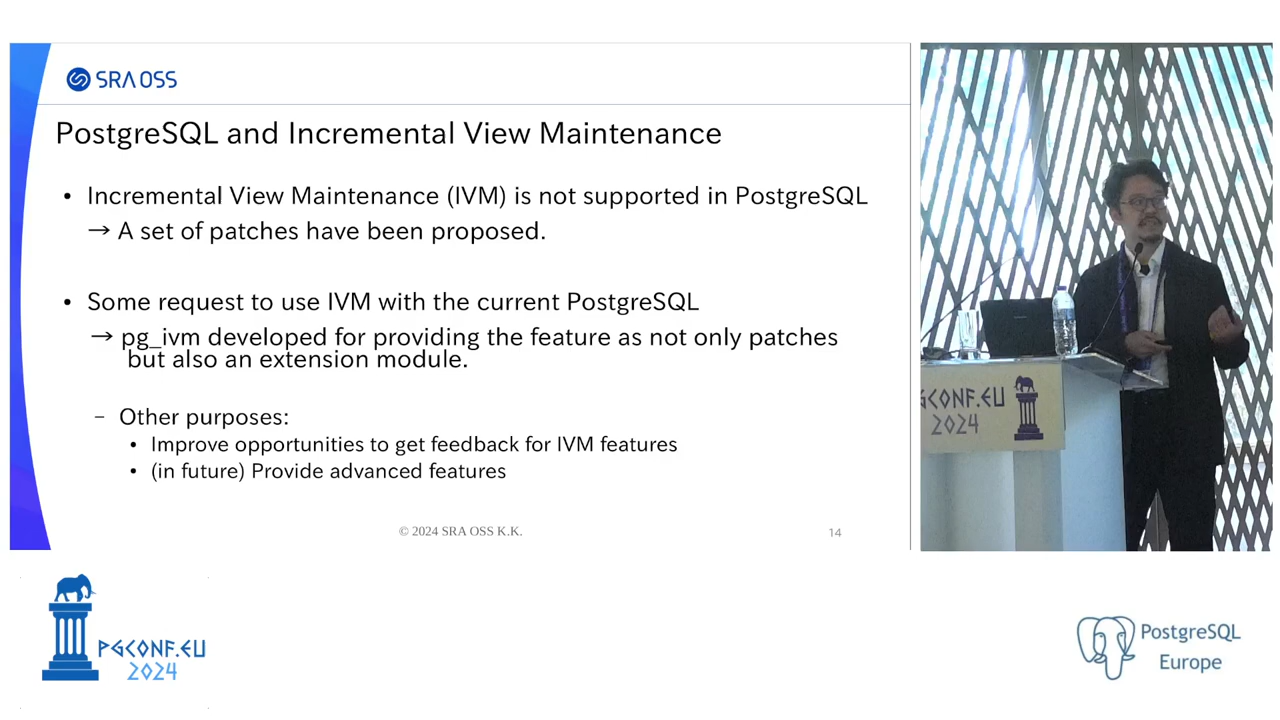 SRA OSS
PostgreSQL and Incremental View Maintenance
• Incremental View Maintenance (IVM) is not supported in PostgreSQL
→ A set of patches have been proposed.
• Some request to use IVM with the current PostgreSQL
→ pg_ivm developed for providing the feature as not only patches
but also an extension module.
– Other purposes:
• Improve opportunities to get feedback for IVM features
• (in future) Provide advanced features
© 2024 SRA OSS K.K.
14
GCONF.EU
2024
PGCONF.EU
2024
PostgreSQL
Europe